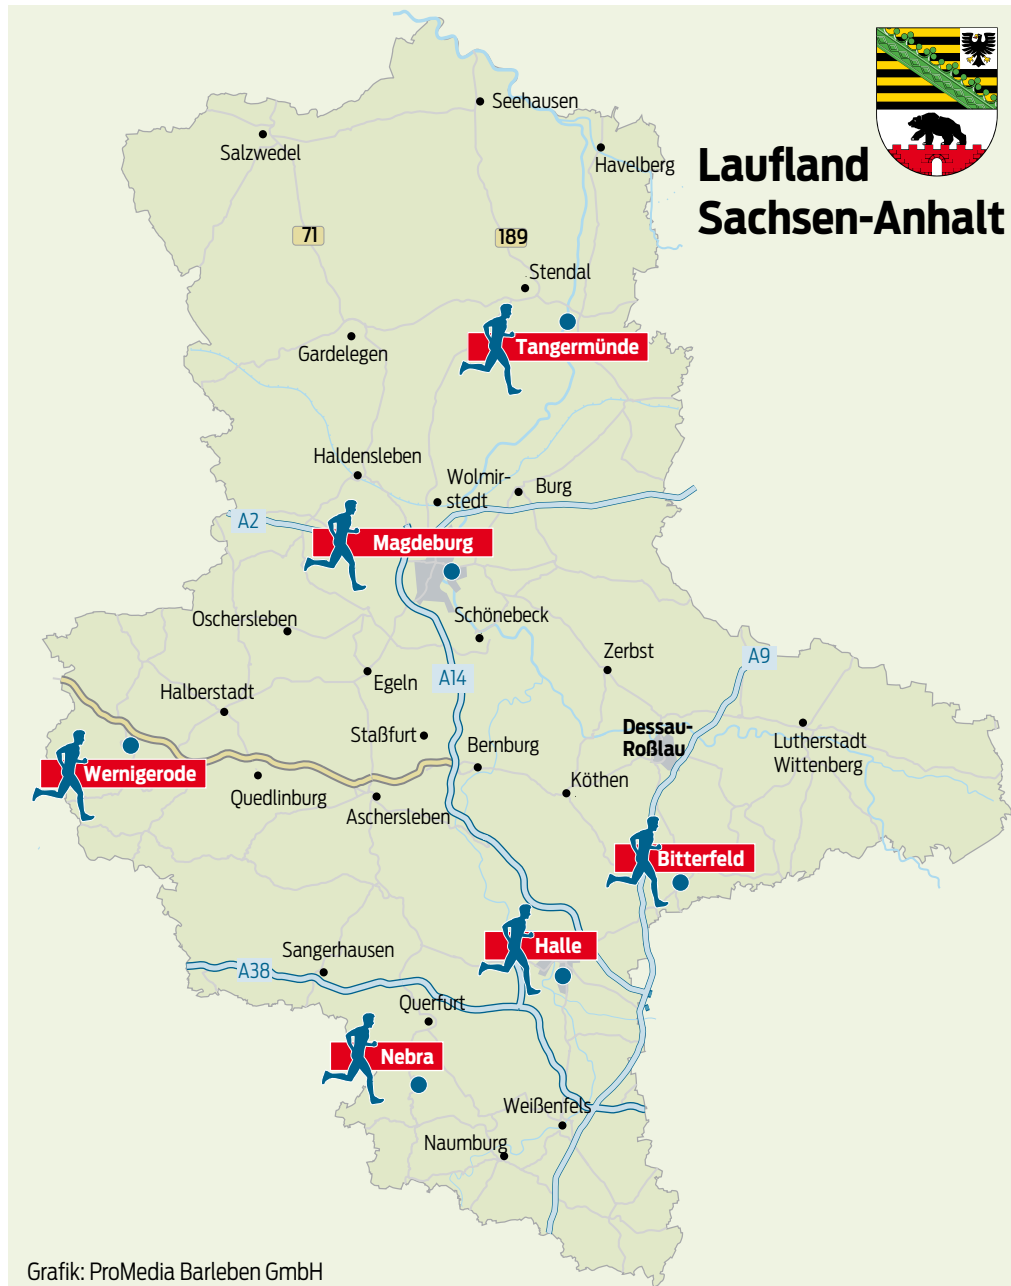 Seehausen
Salzwedel
Havelberg
Laufland
Sachsen-Anhalt
71
189
Stendal
Tangermünde
Gardelegen
Haldensleben
Wolmir-
stedt
Burg
A2
Magdeburg
Oschersleben
Schönebeck
Zerbst
A9
Egeln
A14
Halberstadt
Staßfurt
Bernburg
Dessau-
Roßlau
Lutherstadt
Wittenberg
Wernigerode
Quedlinburg
Köthen
Aschersleben
Bitterfeld
Halle
Sangerhausen
A38
Querfurt
Nebra
Weißenfels
Naumburg
Grafik: ProMedia Barleben GmbH